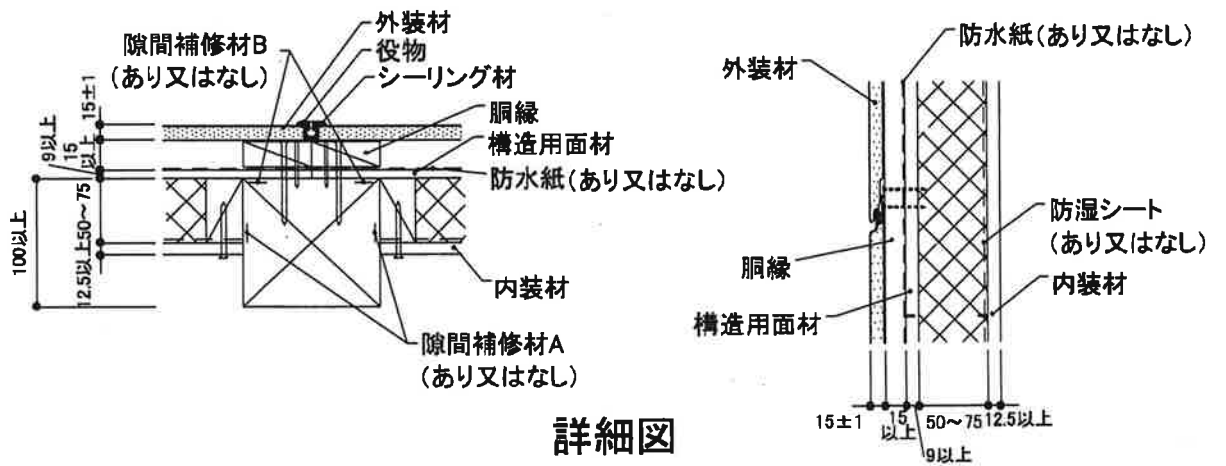 外装材
役物
シーリング材
隙間補修材B
(あり又はなし)
胴縁
構造用面材
防水紙(あり又はなし)
内装材
隙間補修材A
(あり又はなし)
15±1
15
以上
9以上
12.5以上50～75
100以上
防水紙(あり又はなし)
外装材
防湿シート
(あり又はなし)
胴縁
内装材
構造用面材
15±1
15
以上
50～75
12.5以上
9以上
詳細図